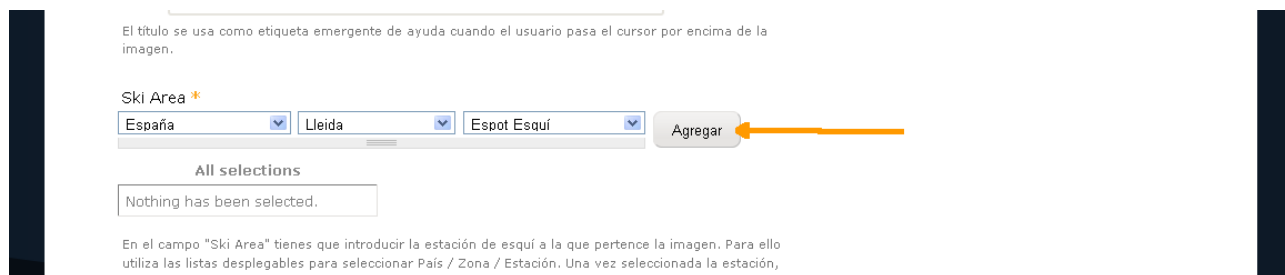 El título se usa como etiqueta emergente de ayuda cuando el usuario pasa el cursor por encima de la
imagen.
Ski Area *
España Lleida Espot Esquí Agregar
All selections
Nothing has been selected.
En el campo "Ski Area" tienes que introducir la estación de esquí a la que pertence la imagen. Para ello
utiliza las listas desplegables para seleccionar País / Zona / Estación. Una vez seleccionada la estación,